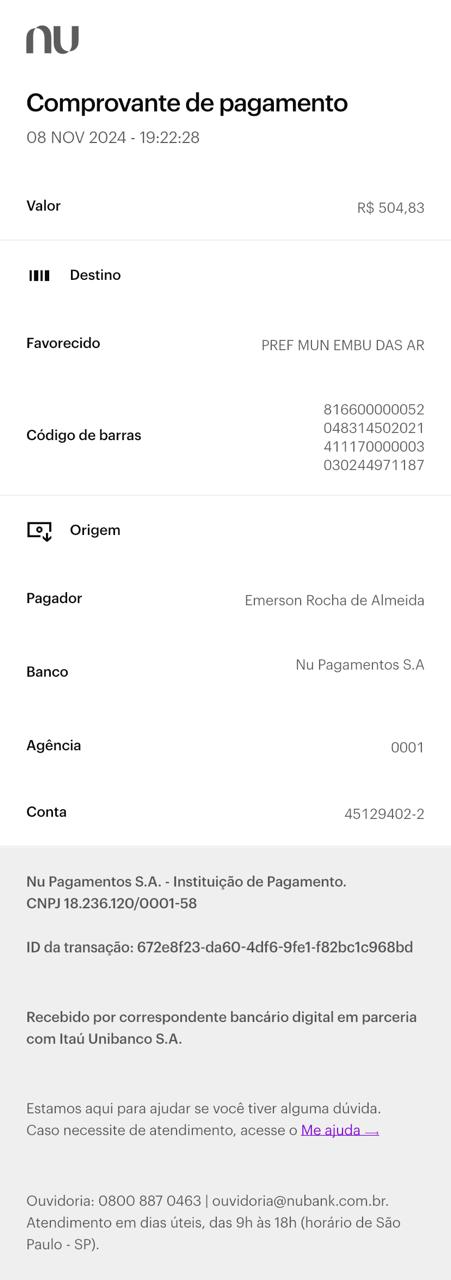 nu
Comprovante de pagamento
08 NOV 2024 - 19:22:28
Valor R$ 504,83
Destino
Favorecido PREF MUN EMBU DAS AR
Código de barras 816600000052
048314502021
411170000003
030244971187
Origem
Pagador Emerson Rocha de Almeida
Banco Nu Pagamentos S.A
Agência 0001
Conta 45129402-2
Nu Pagamentos S.A. - Instituição de Pagamento.
CNPJ 18.236.120/0001-58
ID da transação: 672e8f23-da60-4df6-9fe1-f82bc1c968bd
Recebido por correspondente bancário digital em parceria
com Itaú Unibanco S.A.
Estamos aqui para ajudar se você tiver alguma dúvida.
Caso necessite de atendimento, acesse o Me ajuda →
Ouvidoria: 0800 887 0463 | ouvidoria@nubank.com.br.
Atendimento em dias úteis, das 9h às 18h (horário de São
Paulo - SP).